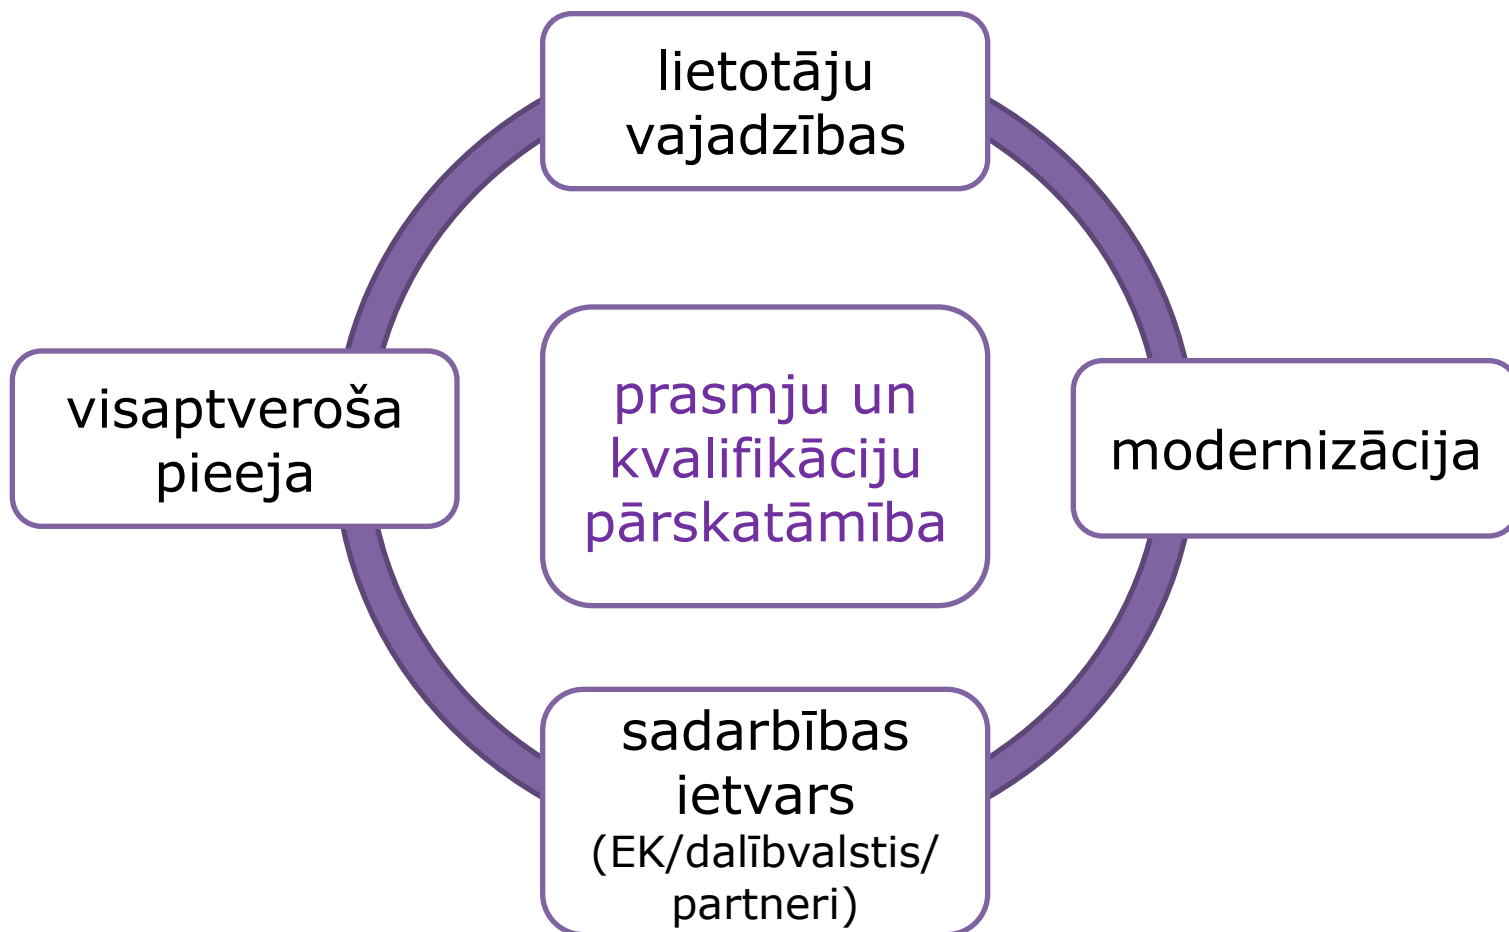 lietotāju
vajadzības
visaptveroša
pieeja
prasmju un
kvalifikāciju
pārskatāmība
modernizācija
sadarbības
ietvars
(EK/dalībvalstis/
partneri)